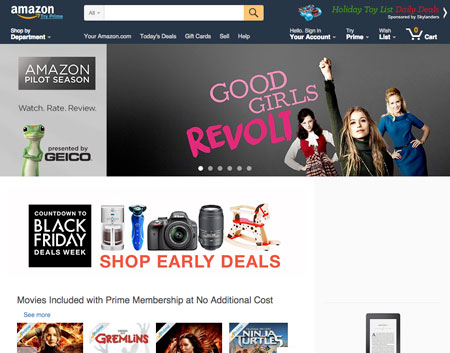 amazon
Try Prime
All
Holiday Toy List Daily Deals
Sponsored by Skylanders
Shop by
Department
Your Amazon.com Today's Deals Gift Cards Sell Help
Hello. Sign in
Your Account
Try
Prime
Wish
List
0
Cart
AMAZON
PILOT SEASON
Watch. Rate. Review.
presented by
GEICO
GOOD
GIRLS
REVOLT
COUNTDOWN TO
BLACK
FRIDAY
DEALS WEEK
SHOP EARLY DEALS
Movies Included with Prime Membership at No Additional Cost
See more
GREMLINS
NINJA
TURTLES